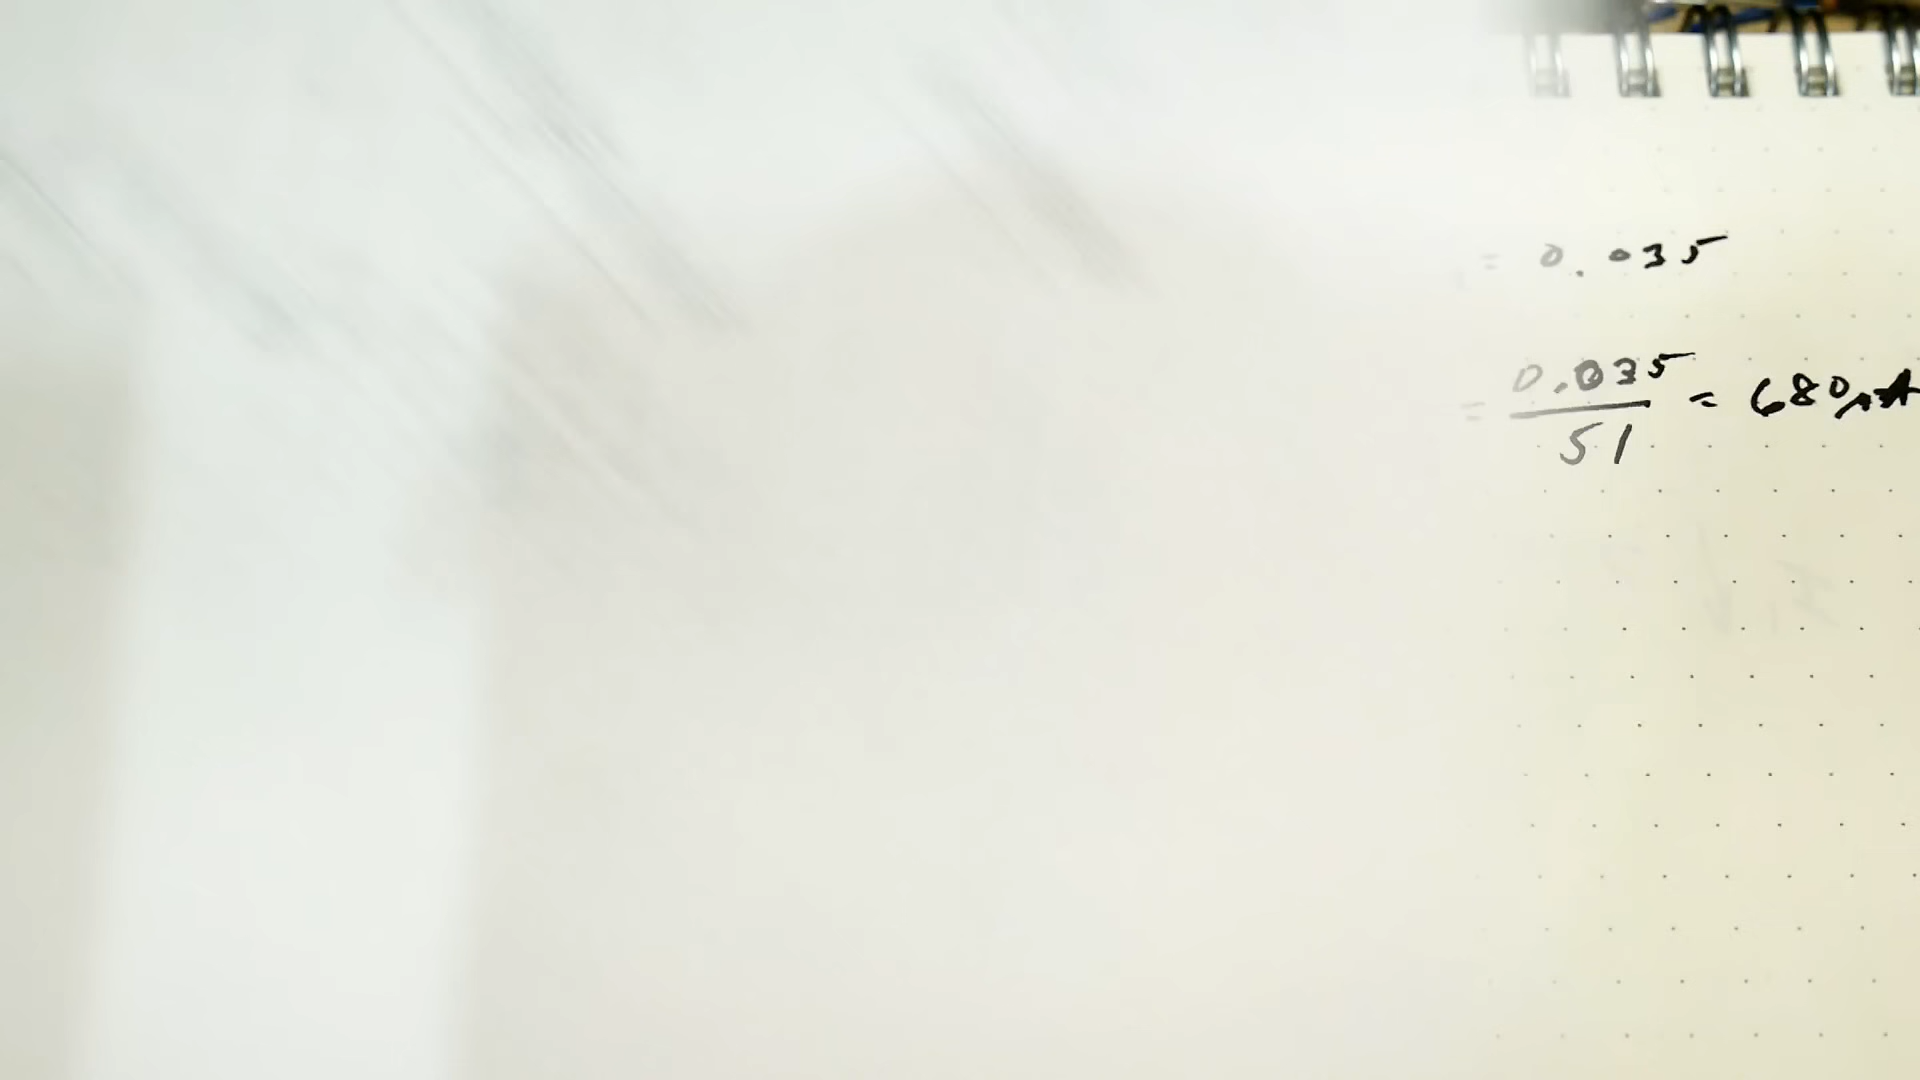 = 0.035
= 0.035 / 51 = 680µA